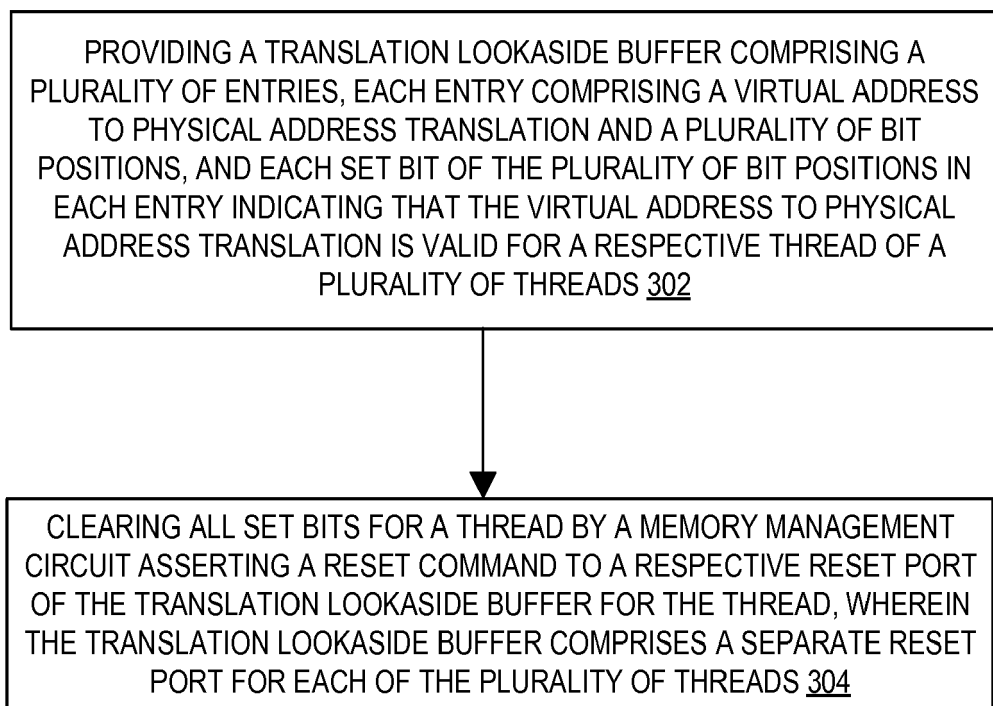 PROVIDING A TRANSLATION LOOKASIDE BUFFER COMPRISING A
PLURALITY OF ENTRIES, EACH ENTRY COMPRISING A VIRTUAL ADDRESS
TO PHYSICAL ADDRESS TRANSLATION AND A PLURALITY OF BIT
POSITIONS, AND EACH SET BIT OF THE PLURALITY OF BIT POSITIONS IN
EACH ENTRY INDICATING THAT THE VIRTUAL ADDRESS TO PHYSICAL
ADDRESS TRANSLATION IS VALID FOR A RESPECTIVE THREAD OF A
PLURALITY OF THREADS 302
CLEARING ALL SET BITS FOR A THREAD BY A MEMORY MANAGEMENT
CIRCUIT ASSERTING A RESET COMMAND TO A RESPECTIVE RESET PORT
OF THE TRANSLATION LOOKASIDE BUFFER FOR THE THREAD, WHEREIN
THE TRANSLATION LOOKASIDE BUFFER COMPRISES A SEPARATE RESET
PORT FOR EACH OF THE PLURALITY OF THREADS 304